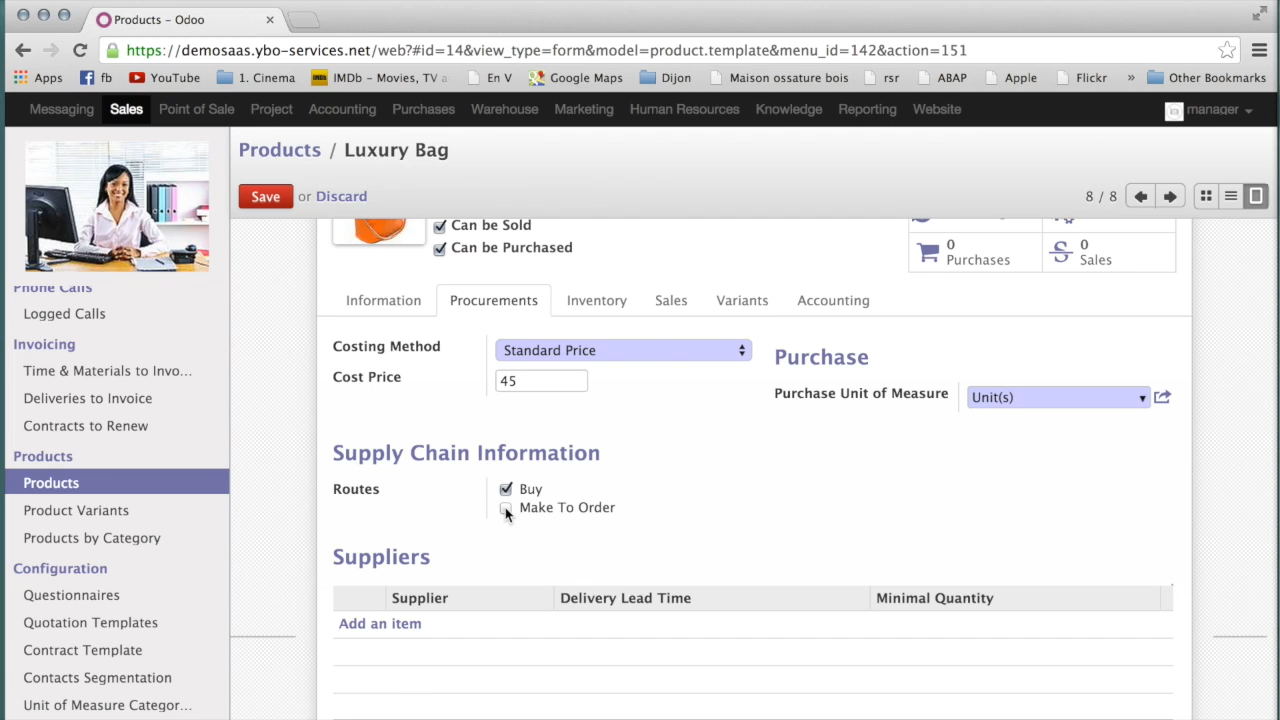 Products – Odoo
https://demosaas.ybo-services.net/web?#id=14&view_type=form&model=product.template&menu_id=142&action=151
Apps fb YouTube 1. Cinema IMDb - Movies, TV a En V Google Maps Dijon Maison ossature bois rsr ABAP Apple Flickr » Other Bookmarks
Messaging Sales Point of Sale Project Accounting Purchases Warehouse Marketing Human Resources Knowledge Reporting Website manager
Products / Luxury Bag
Save or Discard 8 / 8
Phone Calls
Logged Calls
Invoicing
Time & Materials to Invo...
Deliveries to Invoice
Contracts to Renew
Products
Products
Product Variants
Products by Category
Configuration
Questionnaires
Quotation Templates
Contract Template
Contacts Segmentation
Unit of Measure Categor...
Can be Sold
Can be Purchased
0
Purchases
0
Sales
Information Procurements Inventory Sales Variants Accounting
Costing Method Standard Price
Cost Price 45
Purchase
Purchase Unit of Measure Unit(s)
Supply Chain Information
Routes Buy
Make To Order
Suppliers
Supplier Delivery Lead Time Minimal Quantity
Add an item